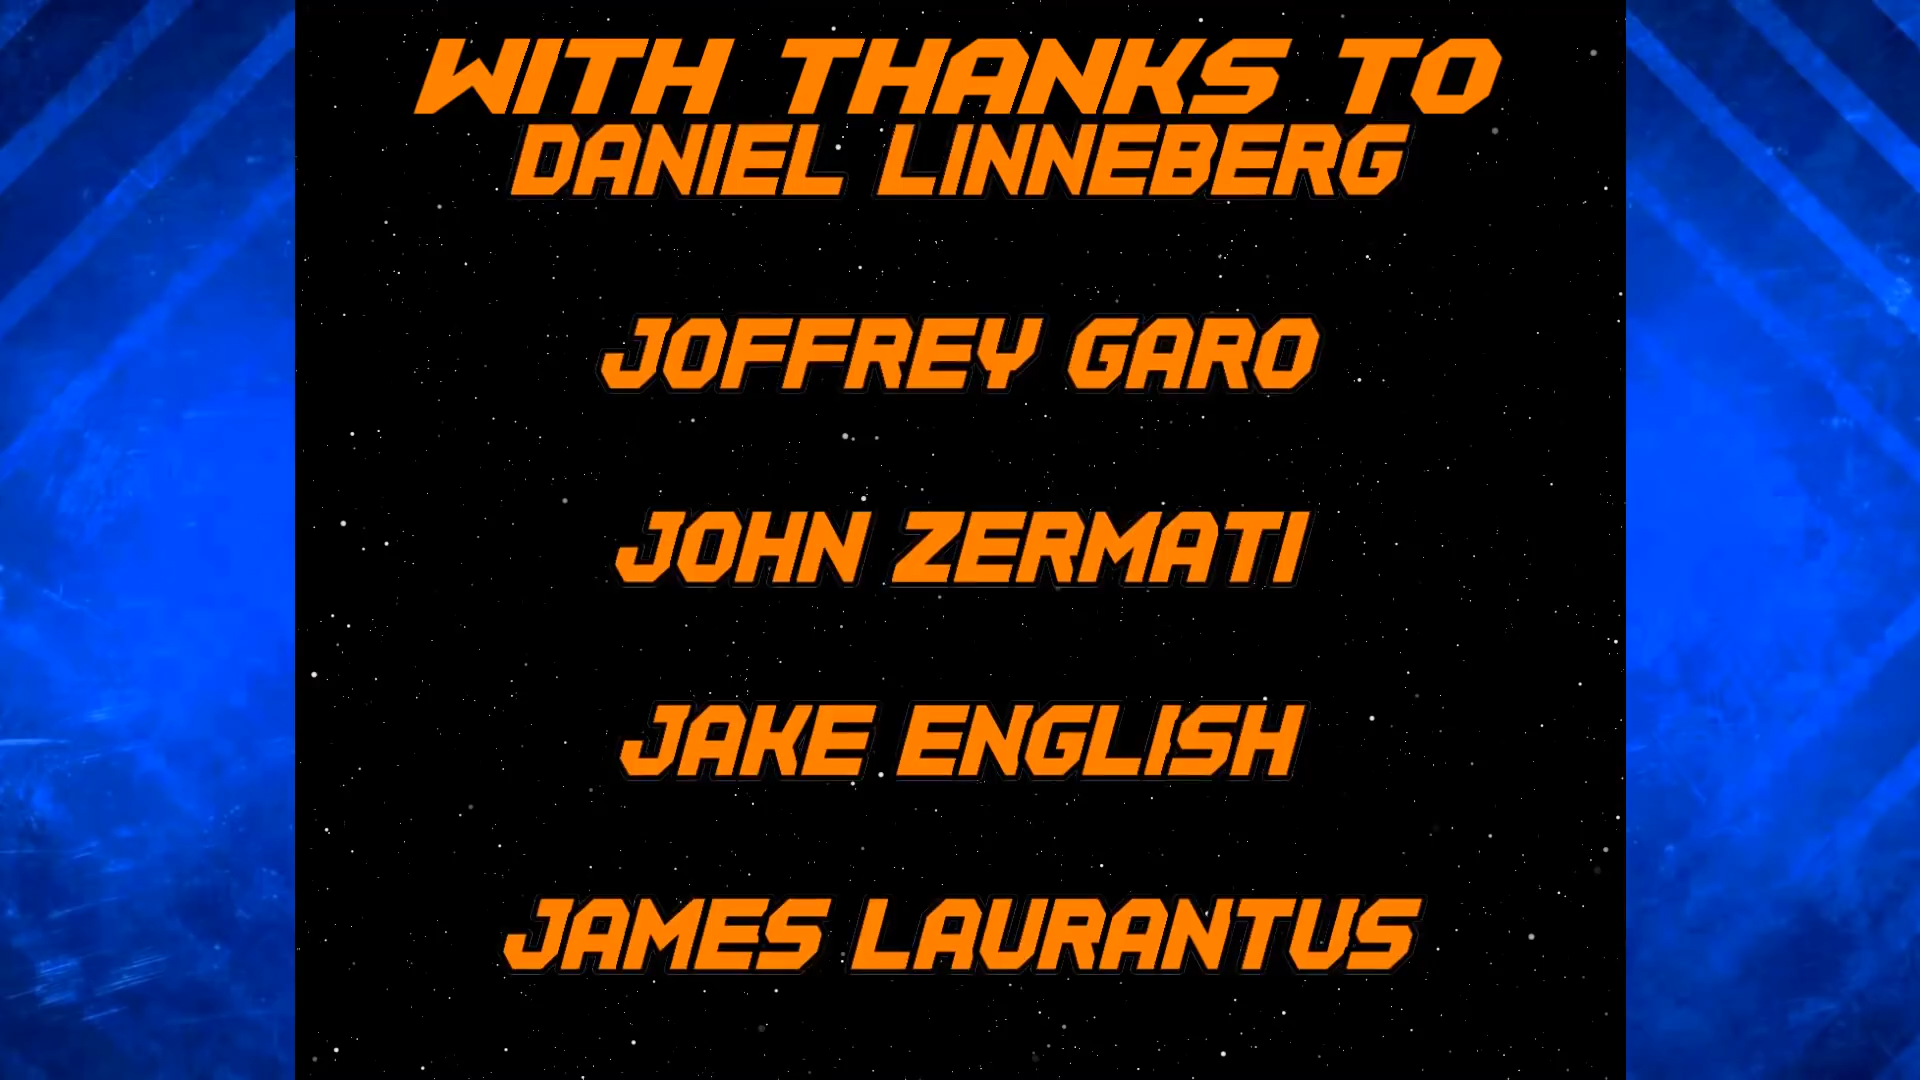 WITH THANKS TO
DANIEL LINNEBERG
JOFFREY GARO
JOHN ZERMATI
JAKE ENGLISH
JAMES LAURANTUS